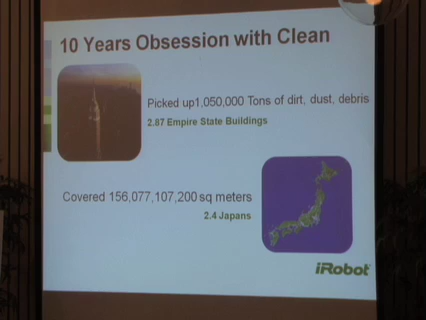 10 Years Obsession with Clean
Picked up1,050,000 Tons of dirt, dust, debris
2.87 Empire State Buildings
Covered 156,077,107,200 sq meters
2.4 Japans
iRobot